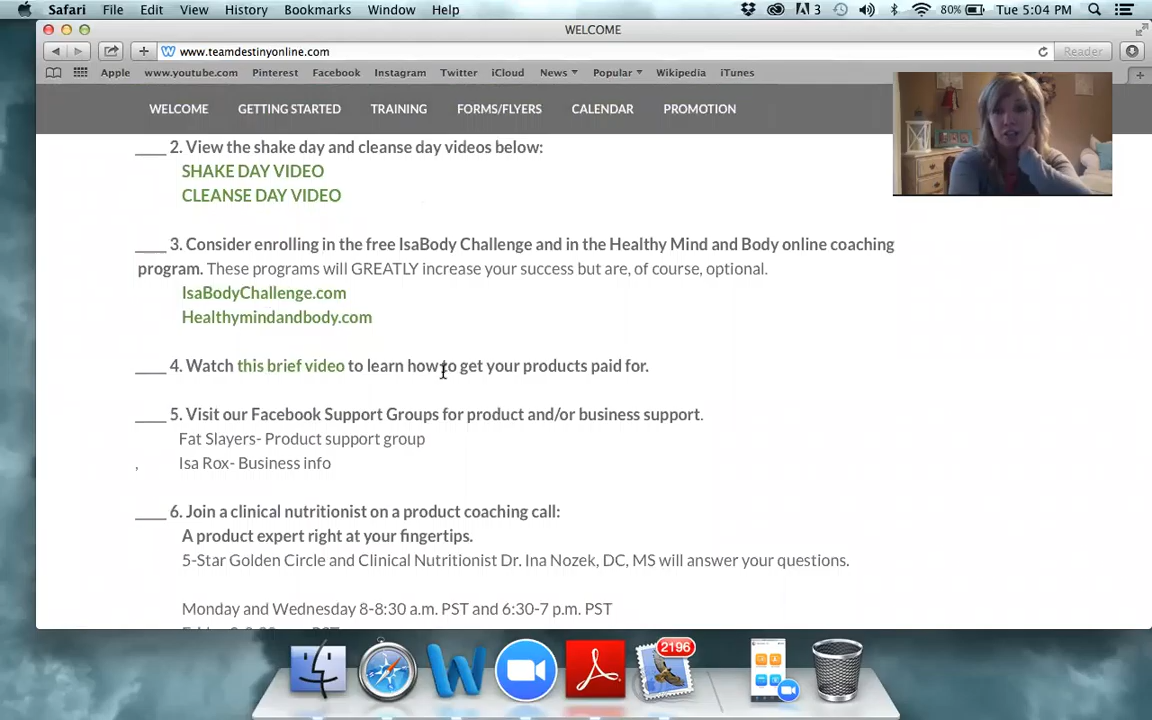 Safari File Edit View History Bookmarks Window Help 3 80% Tue 5:04 PM
WELCOME
www.teamdestinyonline.com Reader
Apple www.youtube.com Pinterest Facebook Instagram Twitter iCloud News Popular Wikipedia iTunes
WELCOME GETTING STARTED TRAINING FORMS/FLYERS CALENDAR PROMOTION
____ 2. View the shake day and cleanse day videos below:
SHAKE DAY VIDEO
CLEANSE DAY VIDEO
____ 3. Consider enrolling in the free IsaBody Challenge and in the Healthy Mind and Body online coaching
program. These programs will GREATLY increase your success but are, of course, optional.
IsaBodyChallenge.com
Healthymindandbody.com
____ 4. Watch this brief video to learn how to get your products paid for.
____ 5. Visit our Facebook Support Groups for product and/or business support.
Fat Slayers- Product support group
, Isa Rox- Business info
____ 6. Join a clinical nutritionist on a product coaching call:
A product expert right at your fingertips.
5-Star Golden Circle and Clinical Nutritionist Dr. Ina Nozek, DC, MS will answer your questions.
Monday and Wednesday 8-8:30 a.m. PST and 6:30-7 p.m. PST
2196